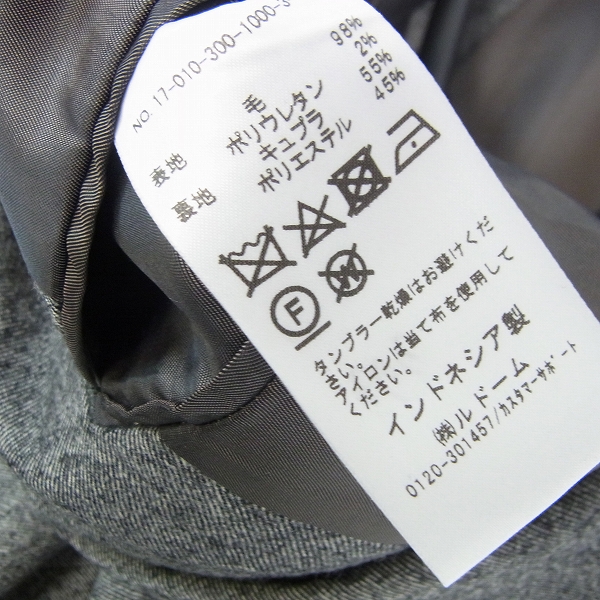 NO. 17-010-300-1000-3
表地 毛 98%
ポリウレタン 2%
裏地 キュプラ 55%
ポリエステル 45%
F
W
タンブラー乾燥はお避けくだ
さい。
アイロンは当て布を使用して
ください。
インドネシア製
㈱ルドーム
0120-301457/カスタマーサポート